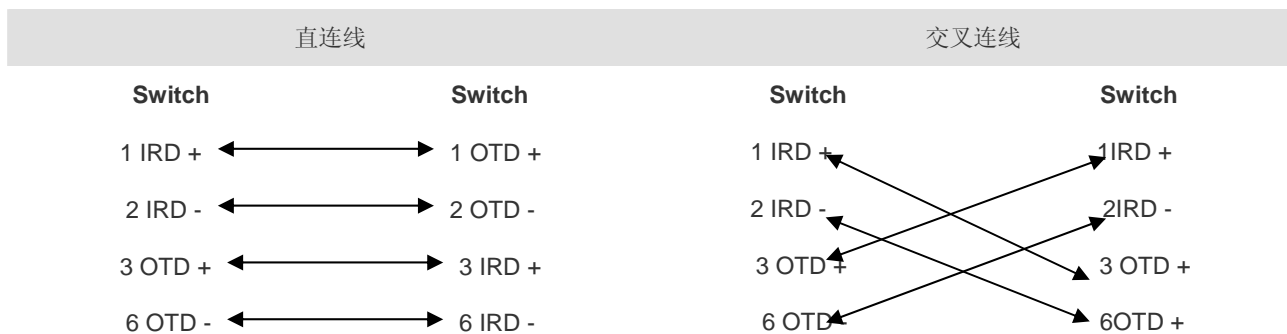 直连线 交叉连线
Switch Switch Switch Switch
1 IRD + 1 OTD + 1 IRD + 1IRD +
2 IRD - 2 OTD - 2 IRD - 2IRD -
3 OTD + 3 IRD + 3 OTD + 3 OTD +
6 OTD - 6 IRD - 6 OTD - 6OTD +